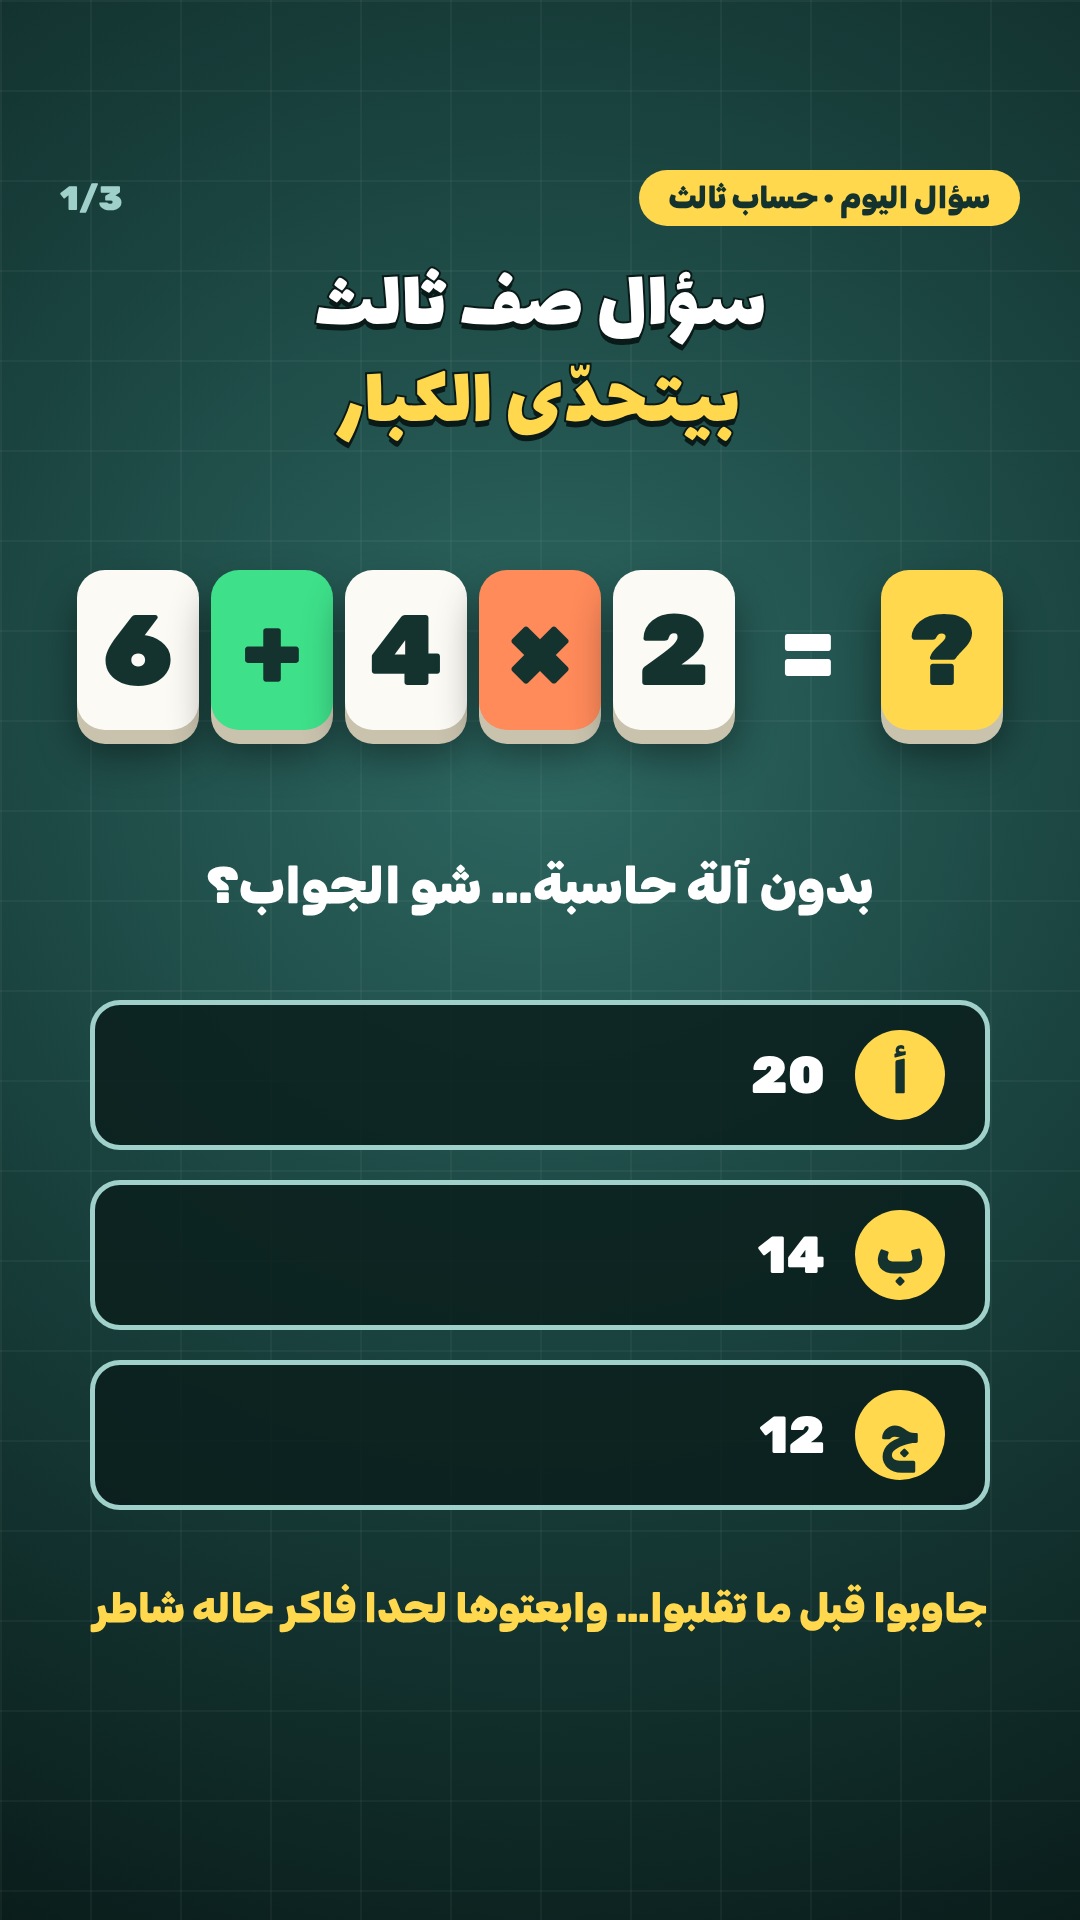 سؤال اليوم • حساب ثالث
1/3
سؤال صف ثالث
بيتحدّى الكبار
6 + 4 × 2 = ?
بدون آلة حاسبة... شو الجواب؟
أ 20
ب 14
ج 12
جاوبوا قبل ما تقلبوا... وابعتوها لحدا فاكر حاله شاطر